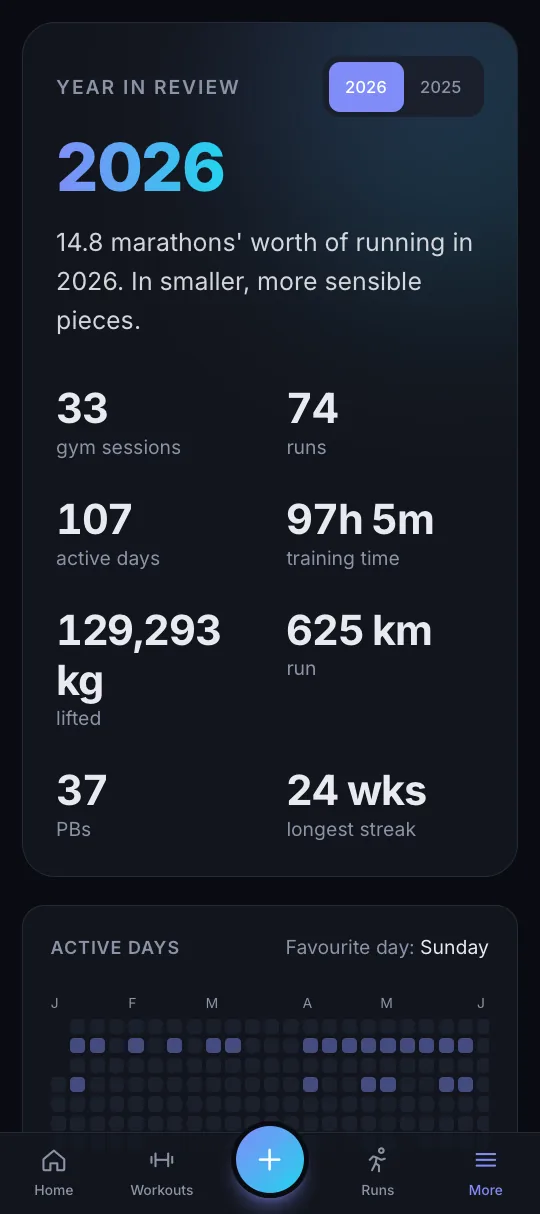 YEAR IN REVIEW
2026
2025
2026
14.8 marathons' worth of running in
2026. In smaller, more sensible
pieces.
33
gym sessions
74
runs
107
active days
97h 5m
training time
129,293
kg
lifted
625 km
run
37
PBs
24 wks
longest streak
ACTIVE DAYS
Favourite day: Sunday
J F M A M J
Home
Workouts
Runs
More